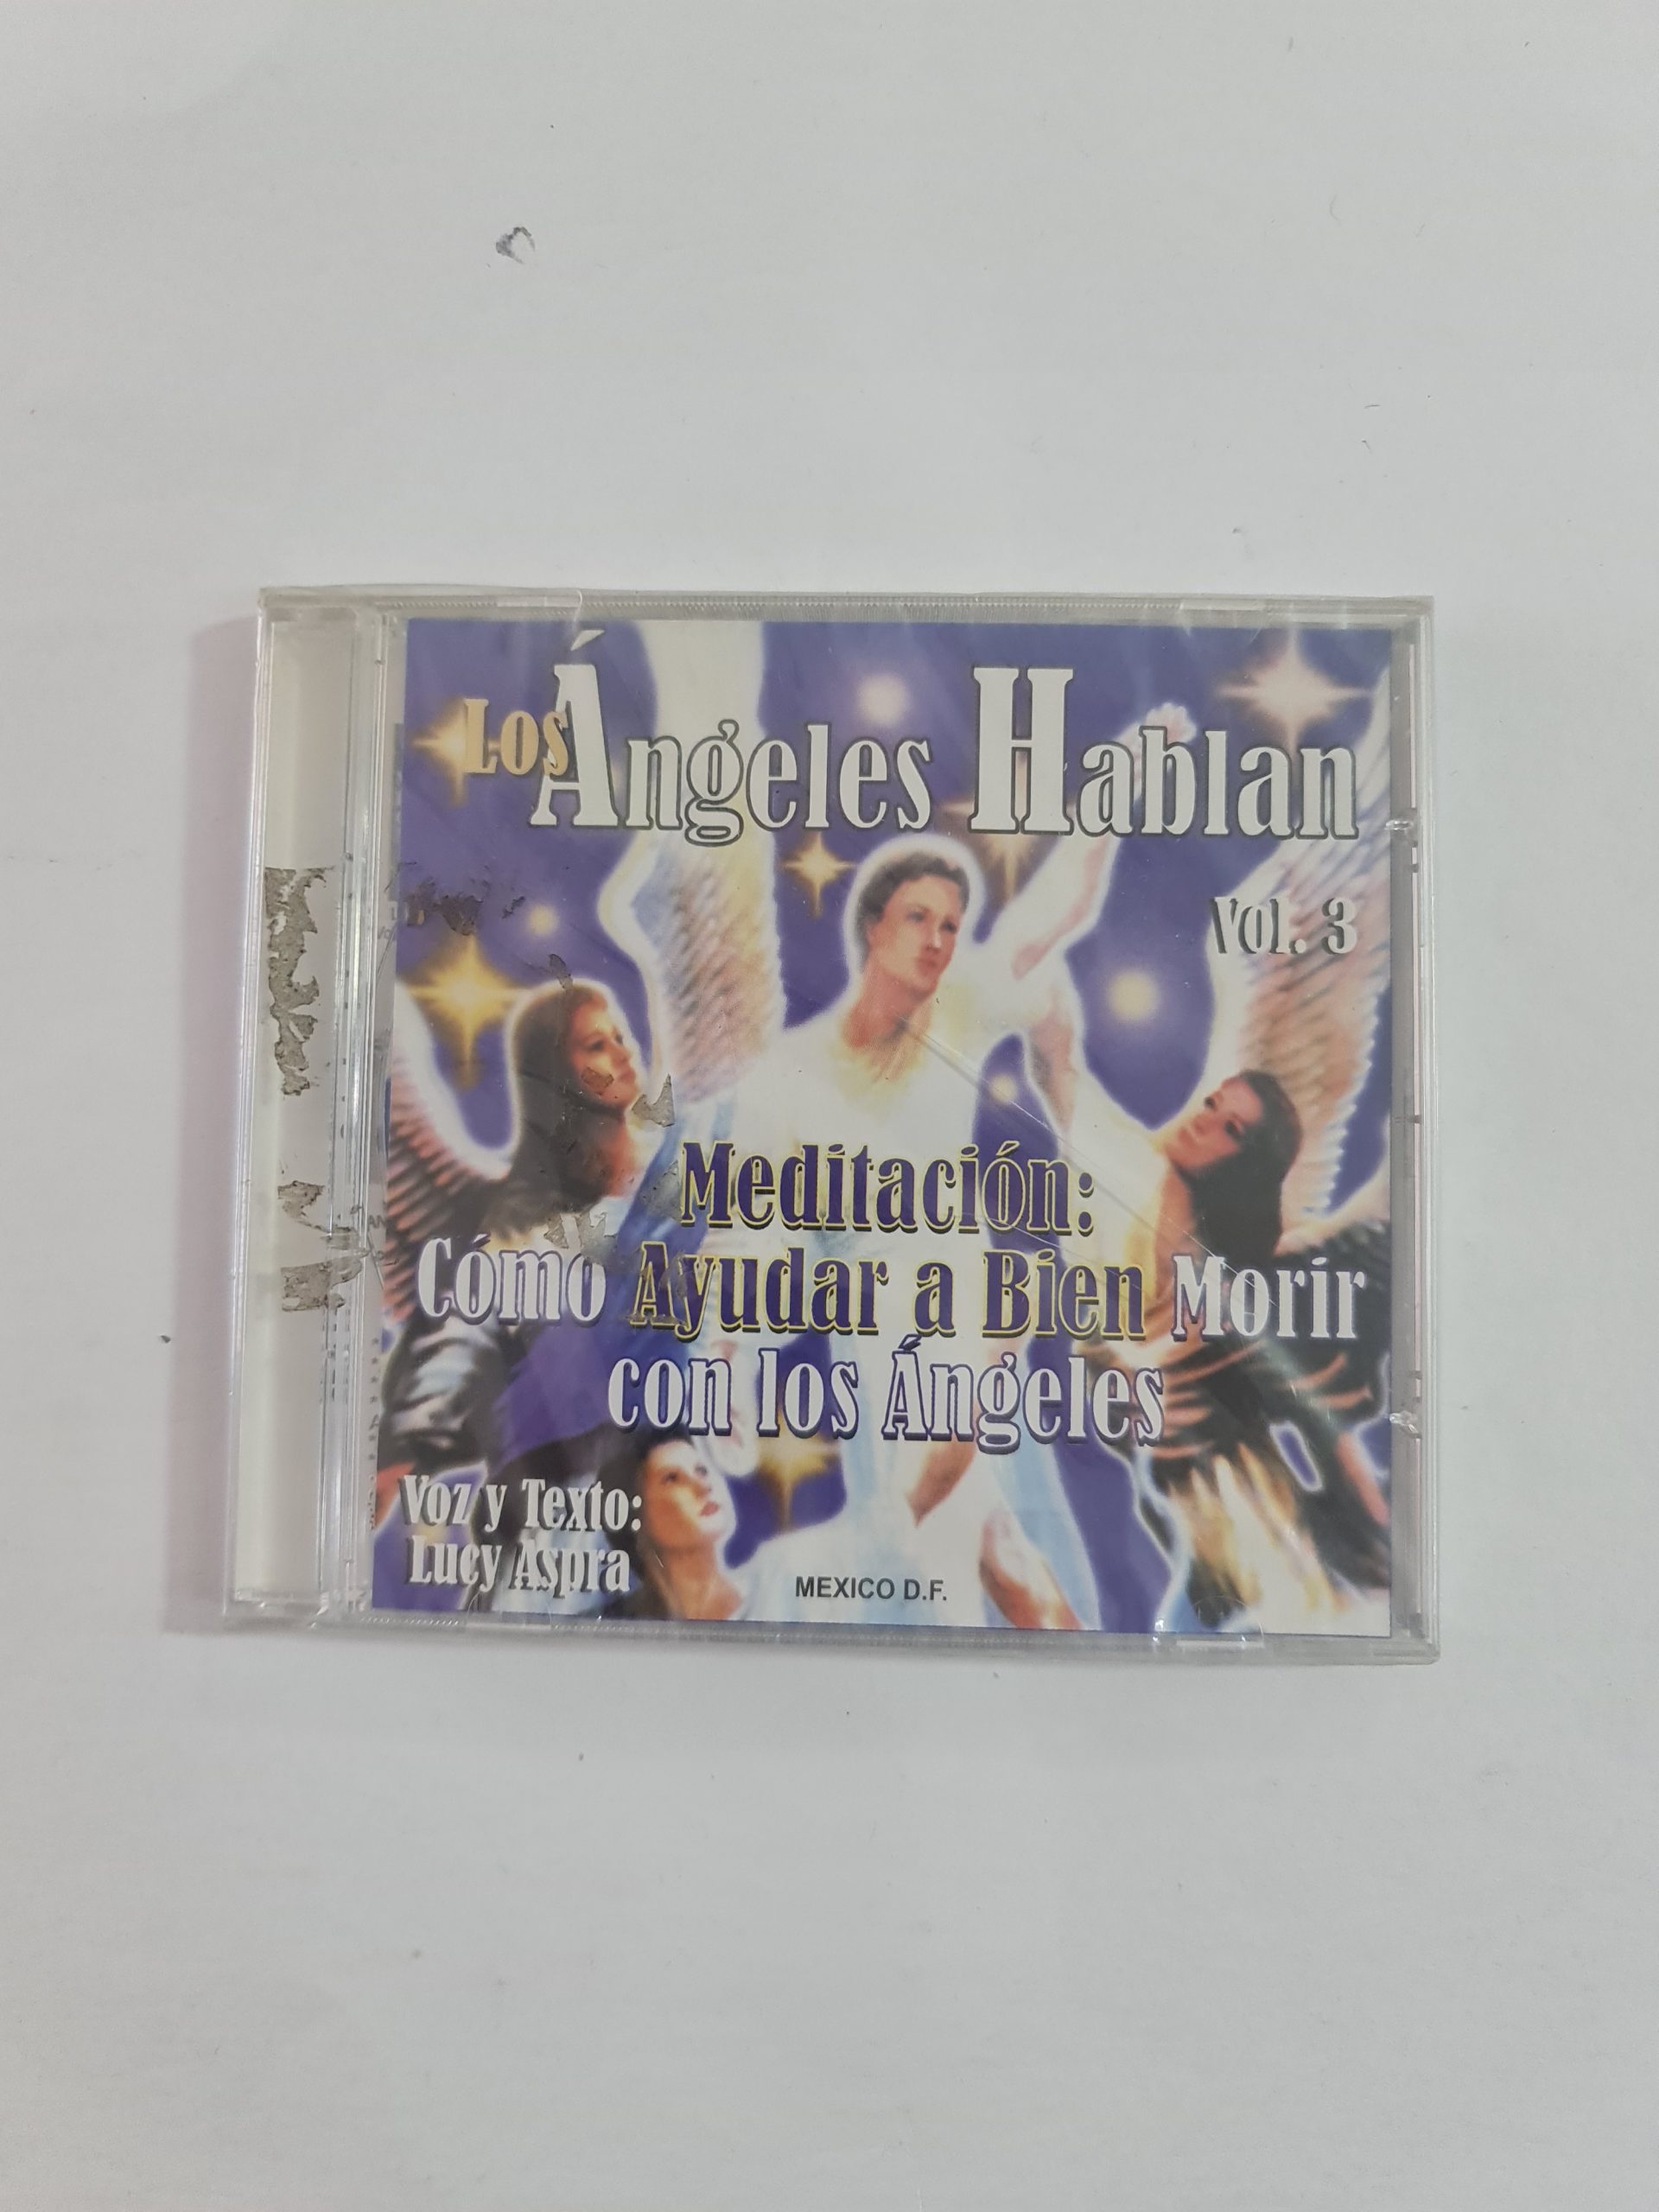 Los Ángeles Hablan
Vol. 3
Meditación:
Cómo Ayudar a Bien Morir
con los Ángeles
Voz y Texto:
Lucy Aspra
MEXICO D.F.